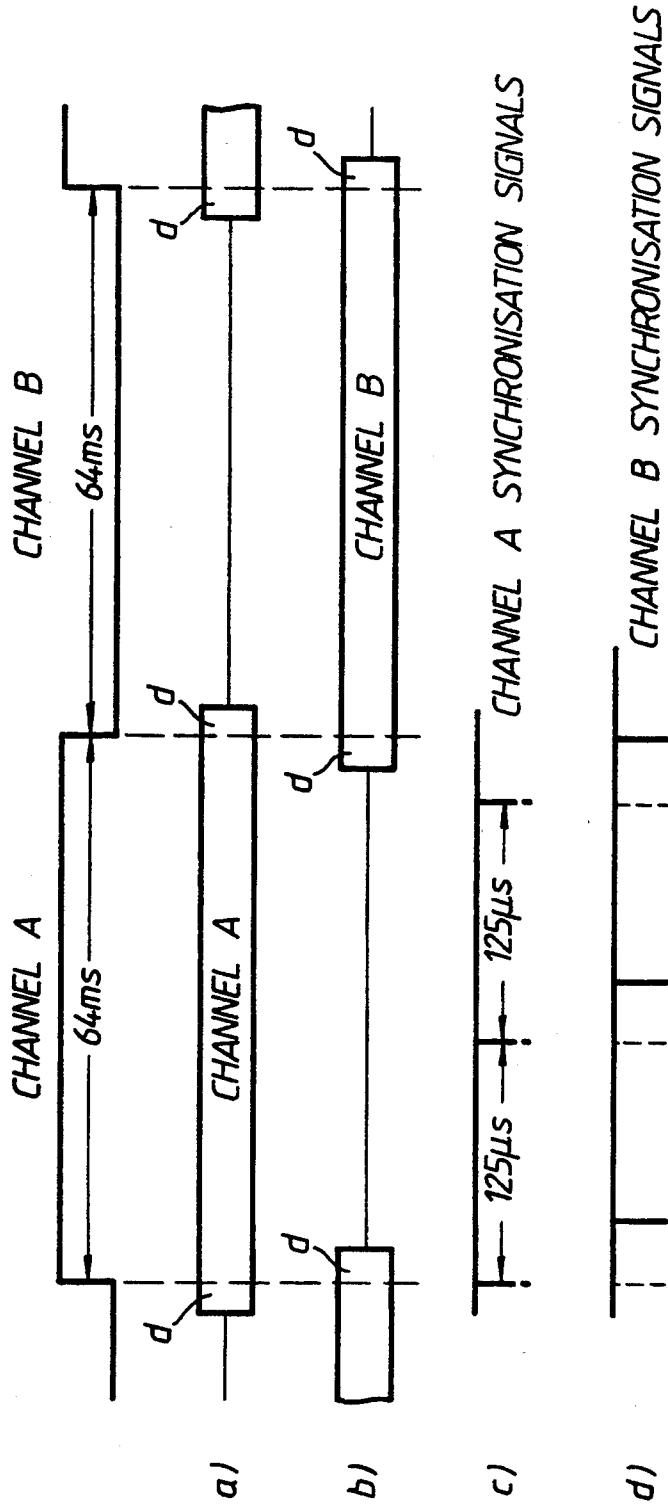 CHANNEL A
CHANNEL B
64ms
64ms
a)
d
CHANNEL A
d
d
b)
d
d
CHANNEL B
d
c)
125µs
125µs
CHANNEL A SYNCHRONISATION SIGNALS
d)
CHANNEL B SYNCHRONISATION SIGNALS